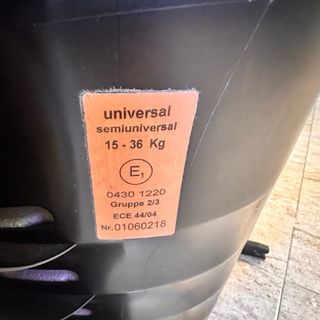 universal
semiuniversal
15 - 36 Kg
E1
0430 1220
Gruppe 2/3
ECE 44/04
Nr. 01060218